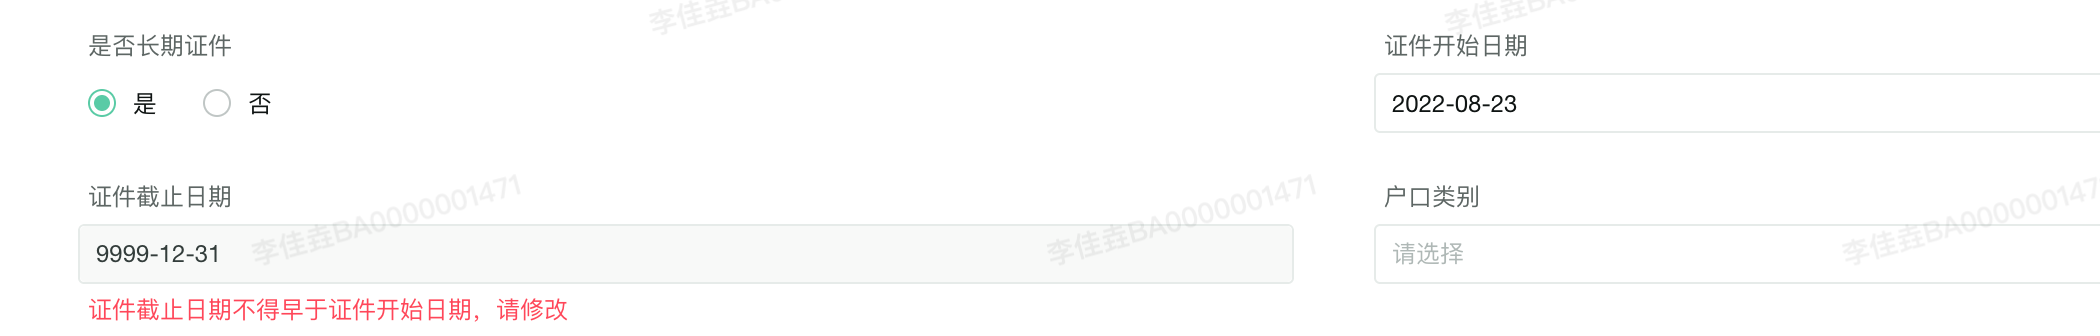 李佳垚BA
李佳垚BA
是否长期证件
证件开始日期
是 否
2022-08-23
证件截止日期
户口类别
9999-12-31
请选择
李佳垚BA0000001471
李佳垚BA0000001471
李佳垚BA000000147
证件截止日期不得早于证件开始日期，请修改